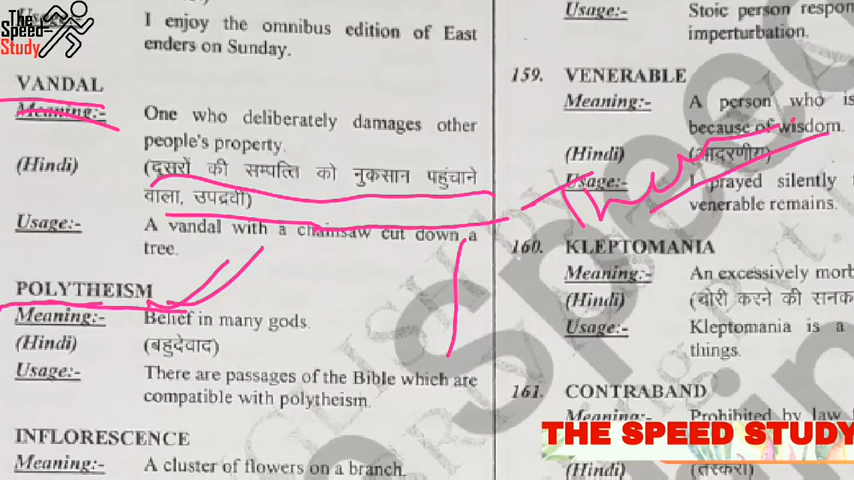 The
Speed-
Study
Usage:-
I enjoy the omnibus edition of East
enders on Sunday.
VANDAL
Meaning:-
One who deliberately damages other
people's property.
(Hindi)
(दूसरों की सम्पत्ति को नुकसान पहुंचाने
वाला, उपद्रवी)
Usage:-
A vandal with a chainsaw cut down a
tree.
POLYTHEISM
Meaning:-
Belief in many gods.
(Hindi)
(बहुदेवाद)
Usage:-
There are passages of the Bible which are
compatible with polytheism.
INFLORESCENCE
Meaning:-
A cluster of flowers on a branch.
Usage:-
Stoic person respon
imperturbation.
159. VENERABLE
Meaning:-
A person who is
because of wisdom.
(Hindi)
(आदरणीय)
Usage:-
I prayed silently
venerable remains.
160. KLEPTOMANIA
Meaning:-
An excessively morb
(Hindi)
(चोरी करने की सनक
Usage:-
Kleptomania is a
things.
161. CONTRABAND
Meaning:-
Prohibited by law
THE SPEED STUDY
(Hindi)
(तस्करी)